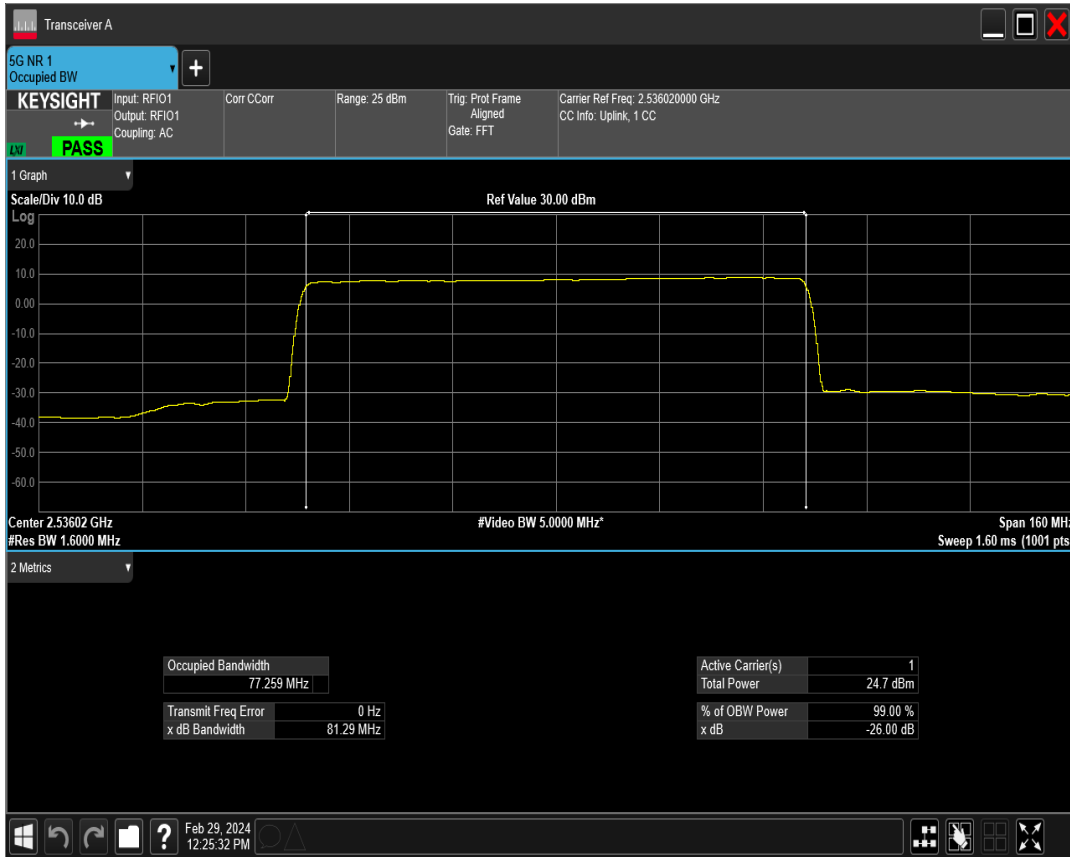 Transceiver A
5G NR 1
Occupied BW
+
KEYSIGHT
LXI
PASS
Input: RFIO1
Output: RFIO1
Coupling: AC
Corr CCorr
Range: 25 dBm
Trig: Prot Frame
Aligned
Gate: FFT
Carrier Ref Freq: 2.536020000 GHz
CC Info: Uplink, 1 CC
1 Graph
Scale/Div 10.0 dB
Ref Value 30.00 dBm
Log
20.0
10.0
0.00
-10.0
-20.0
-30.0
-40.0
-50.0
-60.0
Center 2.53602 GHz
#Video BW 5.0000 MHz*
Span 160 MHz
#Res BW 1.6000 MHz
Sweep 1.60 ms (1001 pts
2 Metrics
Occupied Bandwidth
77.259 MHz
Transmit Freq Error 0 Hz
x dB Bandwidth 81.29 MHz
Active Carrier(s) 1
Total Power 24.7 dBm
% of OBW Power 99.00 %
x dB -26.00 dB
?
Feb 29, 2024
12:25:32 PM